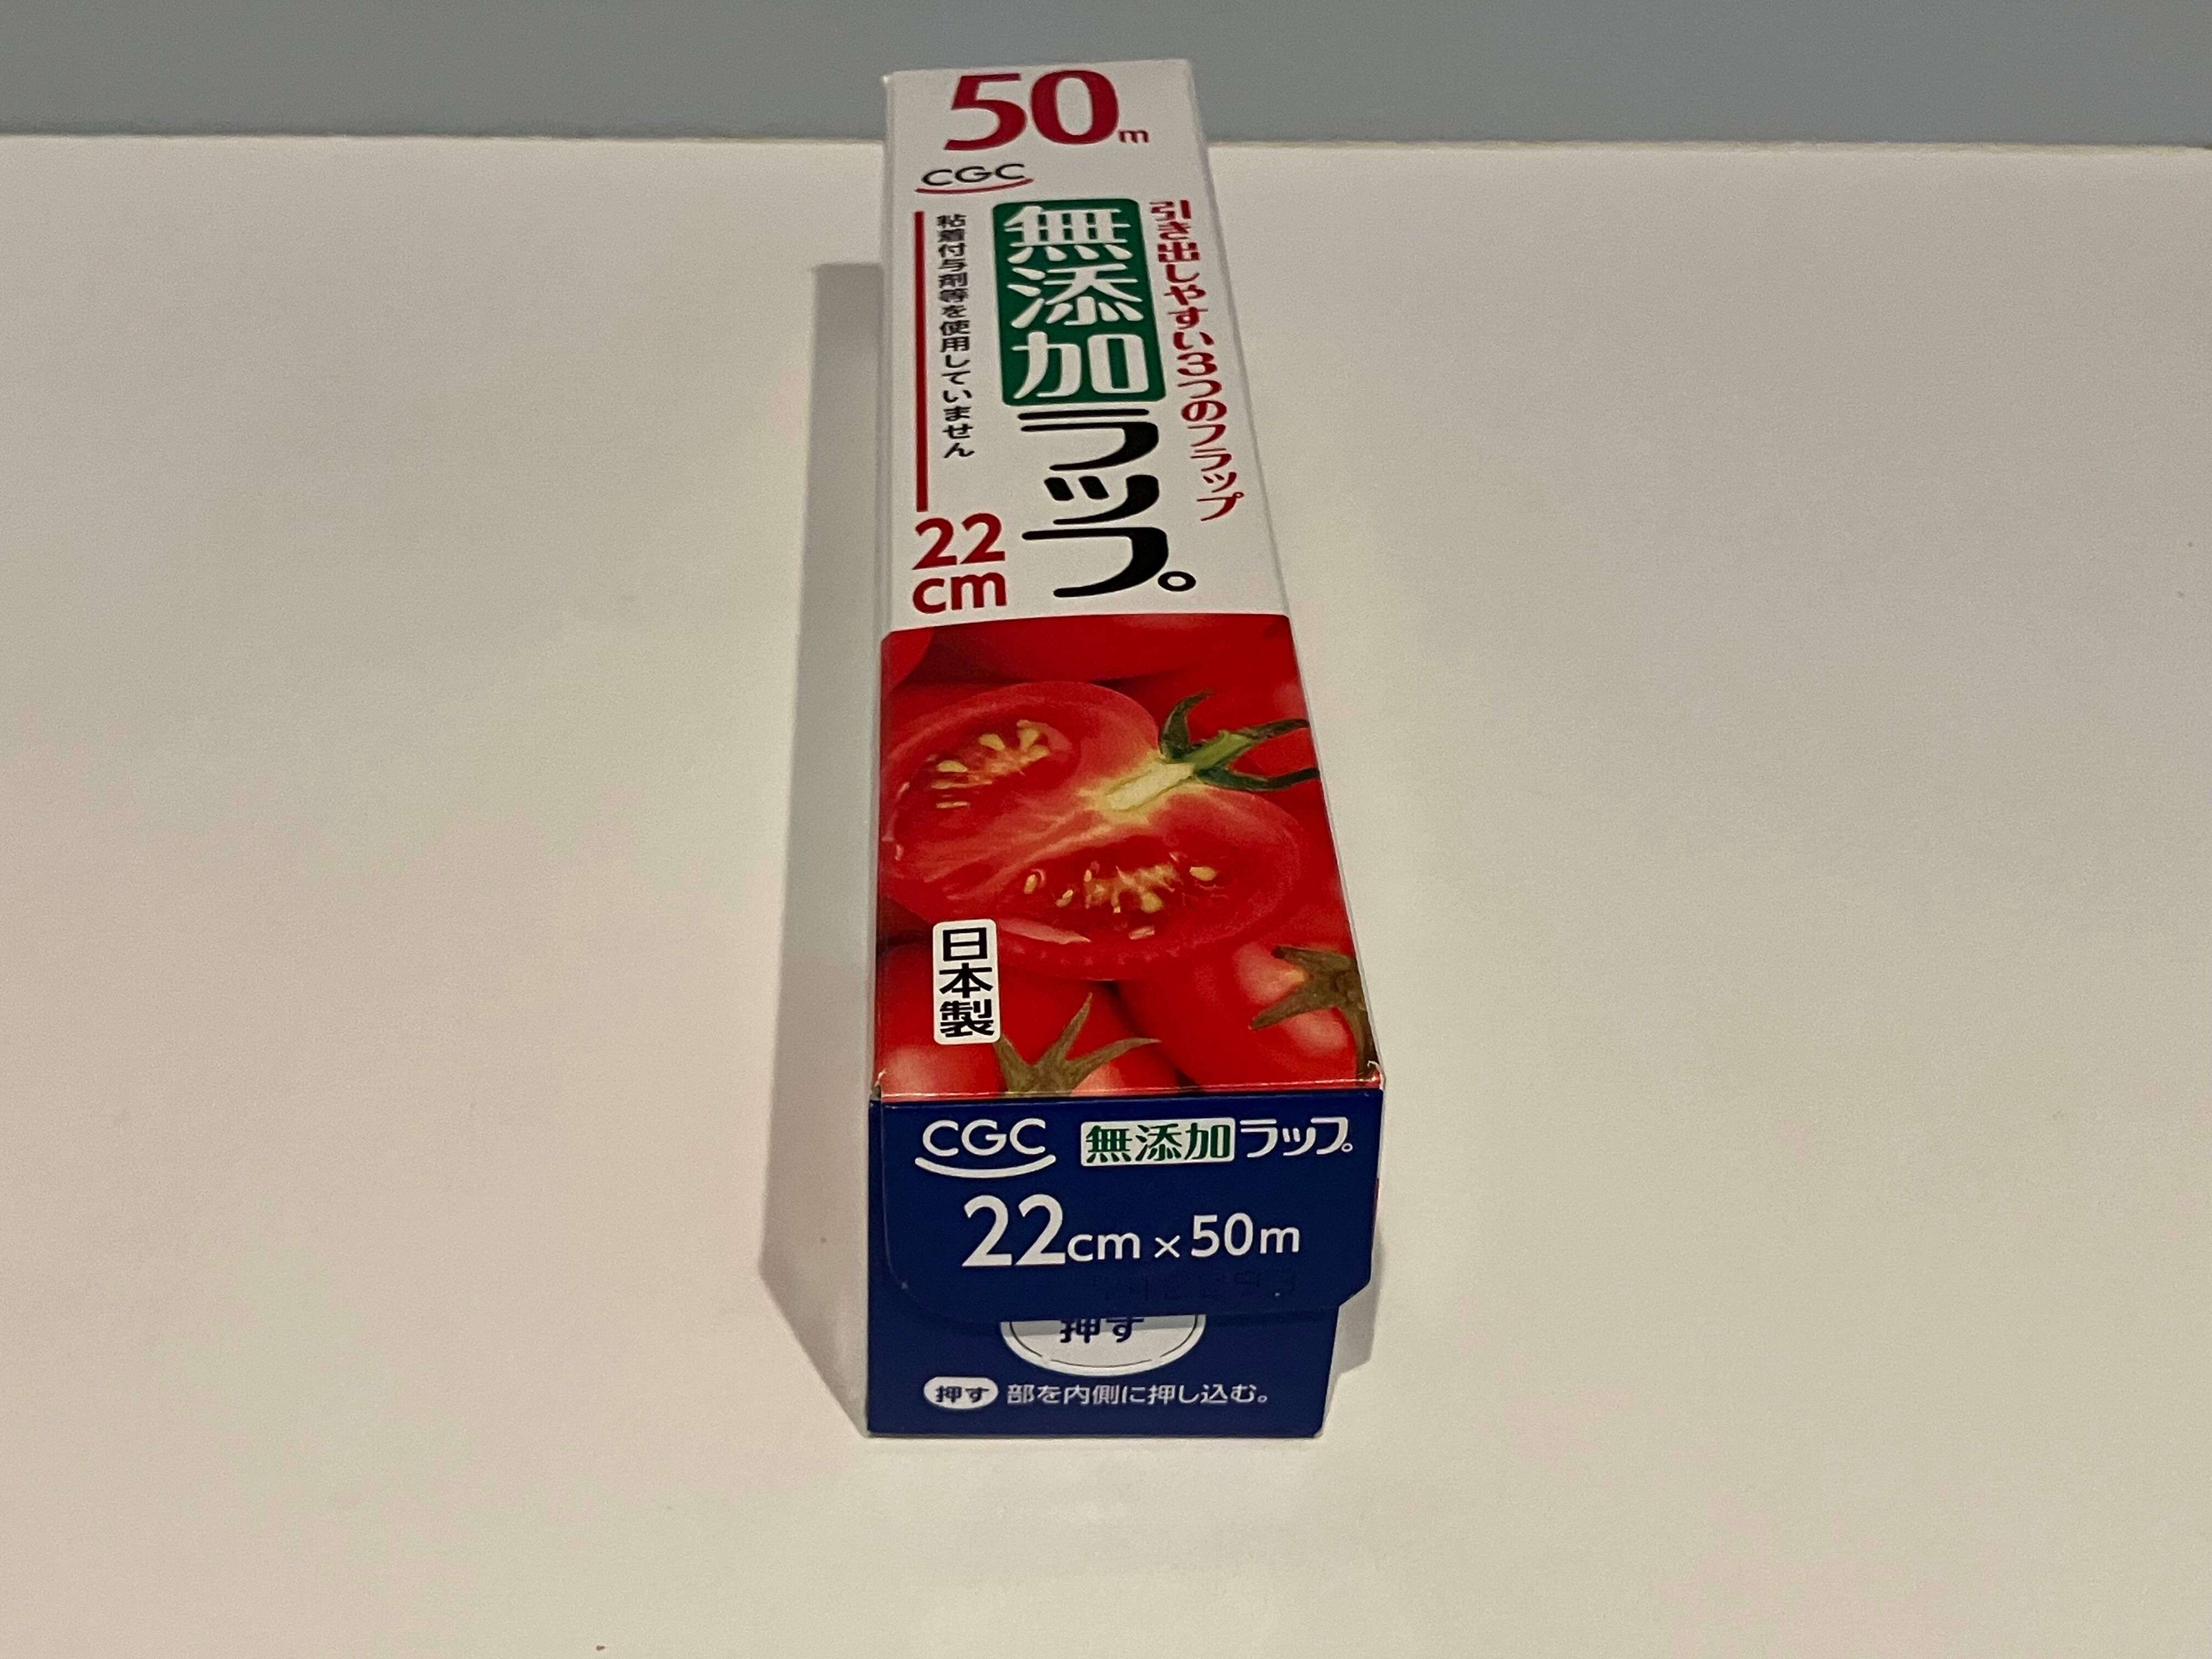 50m
CGC
引き出しやすい3つのフラップ
無添加ラップ。
粘着付与剤等を使用していません
22
cm
日本製
CGC 無添加ラップ。
22cm×50m
押す
押す 部を内側に押し込む。